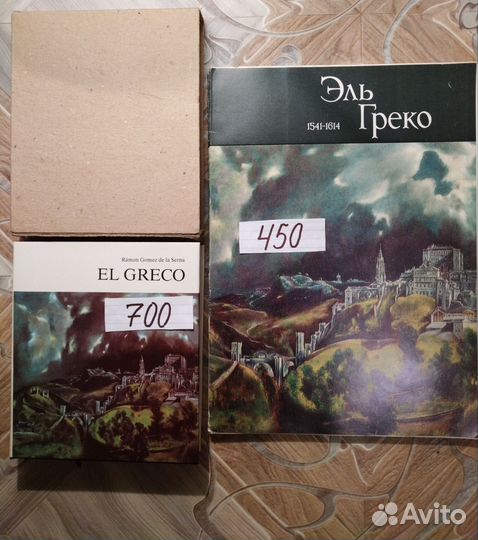 Эль
Греко
1541-1614
450
Ramon Gomez de la Serna
EL GRECO
700
Avito